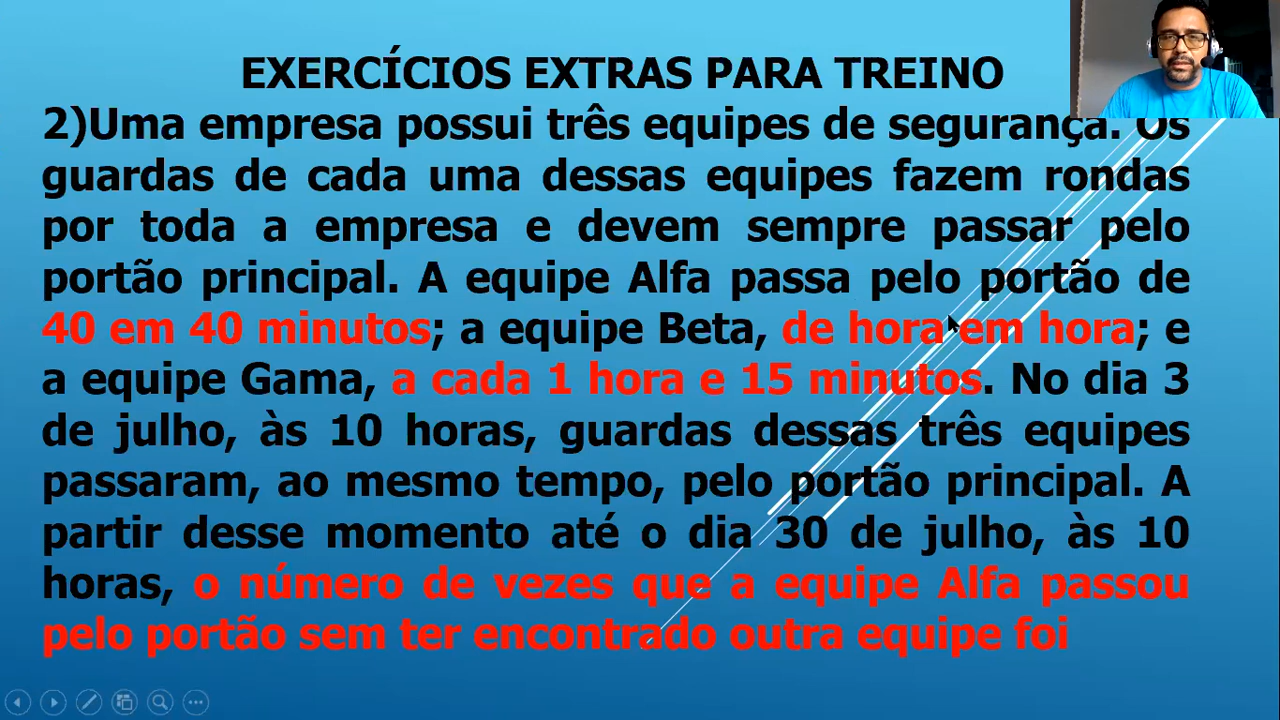 EXERCÍCIOS EXTRAS PARA TREINO
2)Uma empresa possui três equipes de segurança. Os
guardas de cada uma dessas equipes fazem rondas
por toda a empresa e devem sempre passar pelo
portão principal. A equipe Alfa passa pelo portão de
40 em 40 minutos; a equipe Beta, de hora em hora; e
a equipe Gama, a cada 1 hora e 15 minutos. No dia 3
de julho, às 10 horas, guardas dessas três equipes
passaram, ao mesmo tempo, pelo portão principal. A
partir desse momento até o dia 30 de julho, às 10
horas, o número de vezes que a equipe Alfa passou
pelo portão sem ter encontrado outra equipe foi